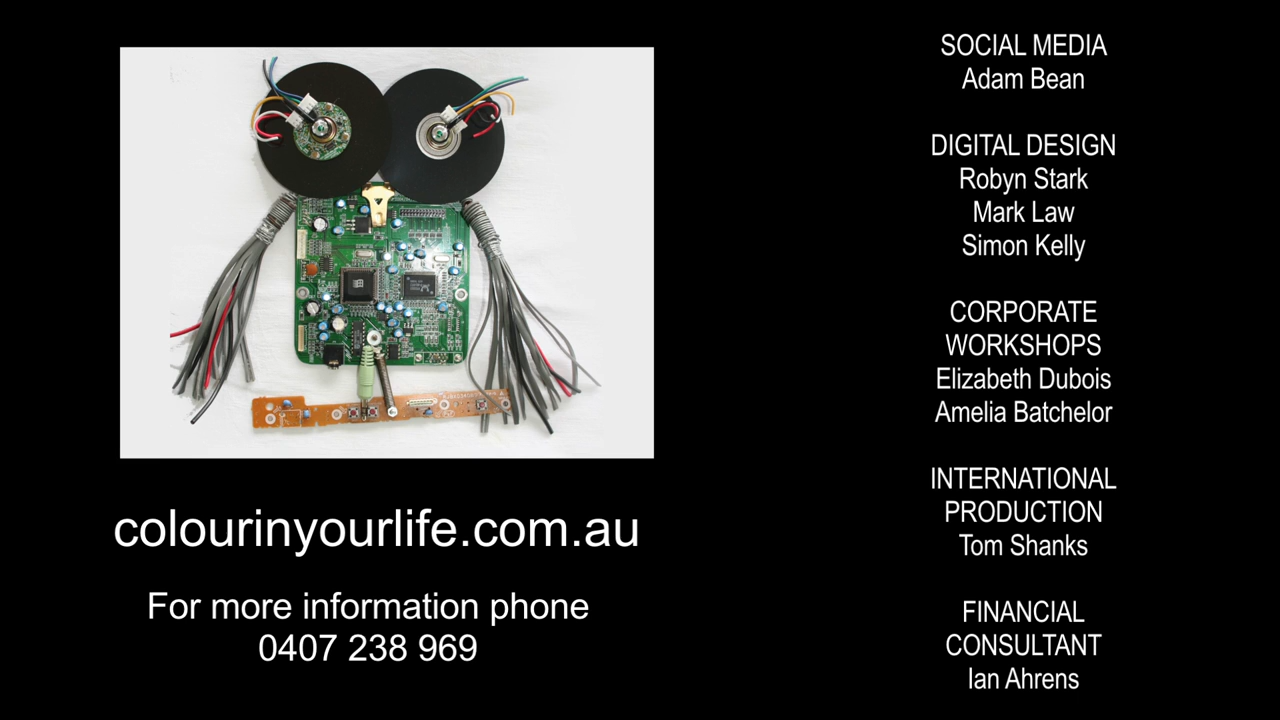 colourinyourlife.com.au
For more information phone
0407 238 969
SOCIAL MEDIA
Adam Bean
DIGITAL DESIGN
Robyn Stark
Mark Law
Simon Kelly
CORPORATE
WORKSHOPS
Elizabeth Dubois
Amelia Batchelor
INTERNATIONAL
PRODUCTION
Tom Shanks
FINANCIAL
CONSULTANT
Ian Ahrens